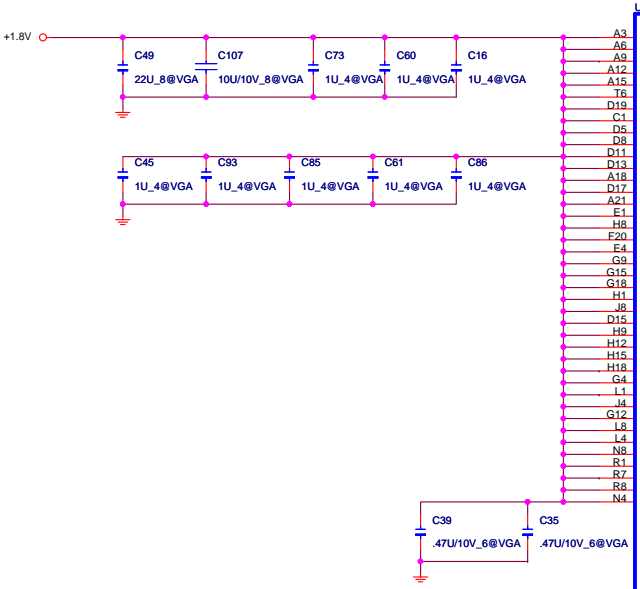 U
+1.8V
C49 C107 C73 C60 C16
22U_8@VGA 10U/10V_8@VGA 1U_4@VGA 1U_4@VGA 1U_4@VGA
C45 C93 C85 C61 C86
1U_4@VGA 1U_4@VGA 1U_4@VGA 1U_4@VGA 1U_4@VGA
A3
A6
A9
A12
A15
T6
D19
C1
D5
D8
D11
D13
A18
D17
A21
E1
H8
F20
E4
G9
G15
G18
H1
J8
D15
H9
H12
H15
H18
G4
L1
J4
G12
L8
L4
N8
R1
R7
R8
N4
C39 C35
.47U/10V_6@VGA .47U/10V_6@VGA